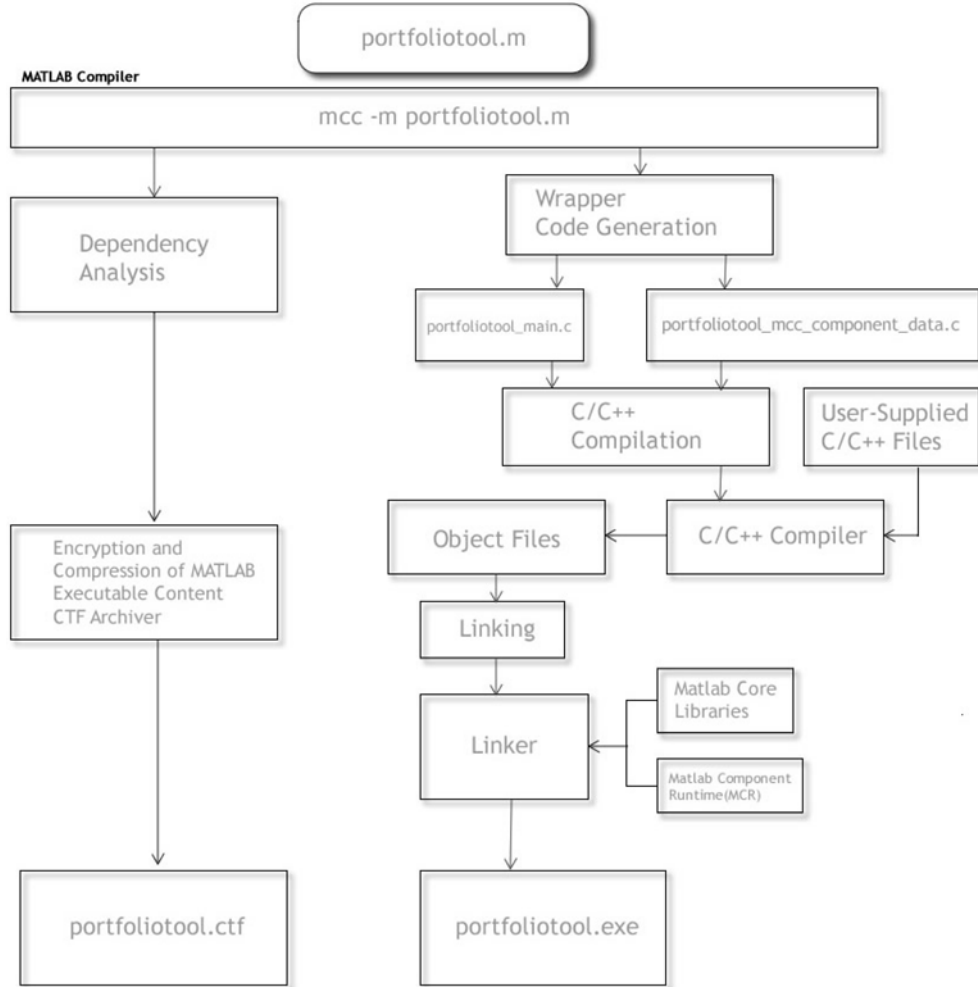 portfoliotool.m
MATLAB Compiler
mcc -m portfoliotool.m
Dependency
Analysis
Wrapper
Code Generation
portfoliotool_main.c
portfoliotool_mcc_component_data.c
C/C++
Compilation
User-Supplied
C/C++ Files
Encryption and
Compression of MATLAB
Executable Content
CTF Archiver
Object Files
C/C++ Compiler
Linking
Linker
Matlab Core
Libraries
Matlab Component
Runtime(MCR)
portfoliotool.ctf
portfoliotool.exe